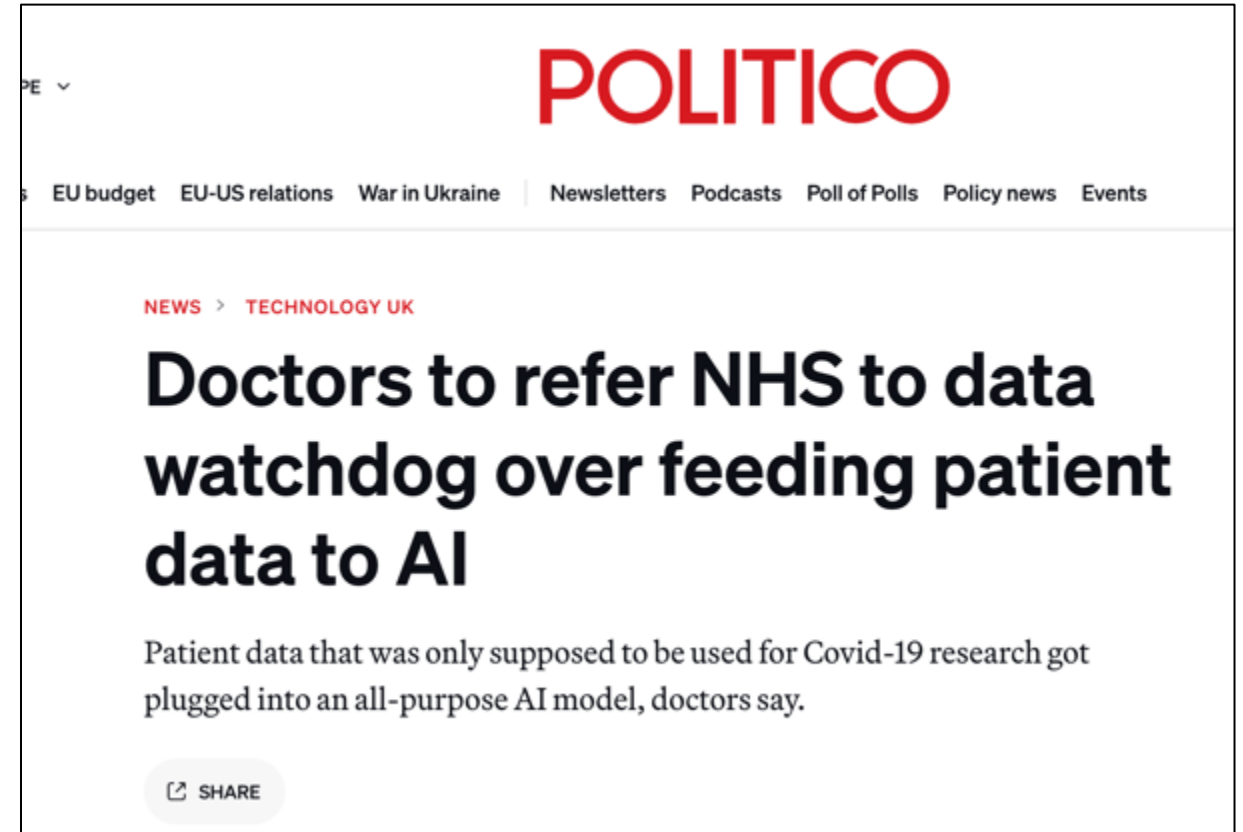 POLITICO
EU budget EU-US relations War in Ukraine Newsletters Podcasts Poll of Polls Policy news Events
NEWS > TECHNOLOGY UK
Doctors to refer NHS to data
watchdog over feeding patient
data to AI
Patient data that was only supposed to be used for Covid-19 research got
plugged into an all-purpose AI model, doctors say.
SHARE